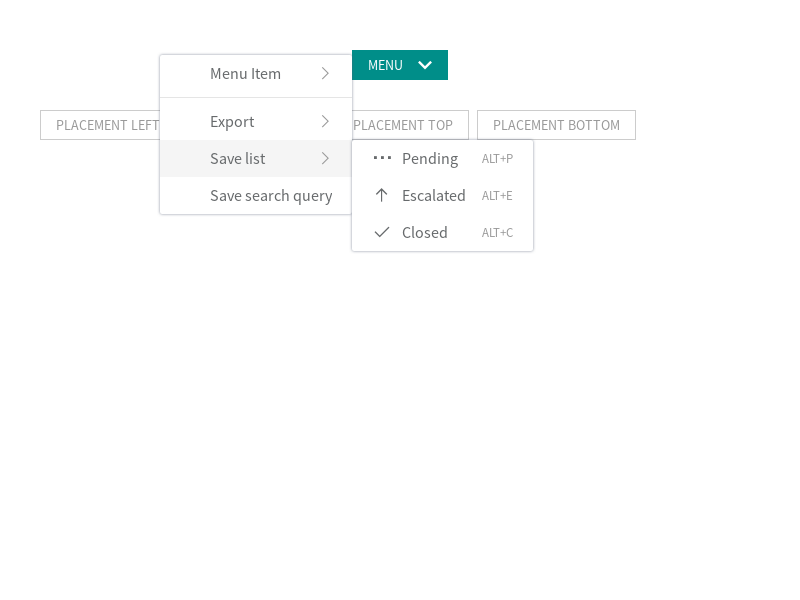 MENU
Menu Item
PLACEMENT LEFT
PLACEMENT TOP
PLACEMENT BOTTOM
Export
Save list
Save search query
Pending ALT+P
Escalated ALT+E
Closed ALT+C